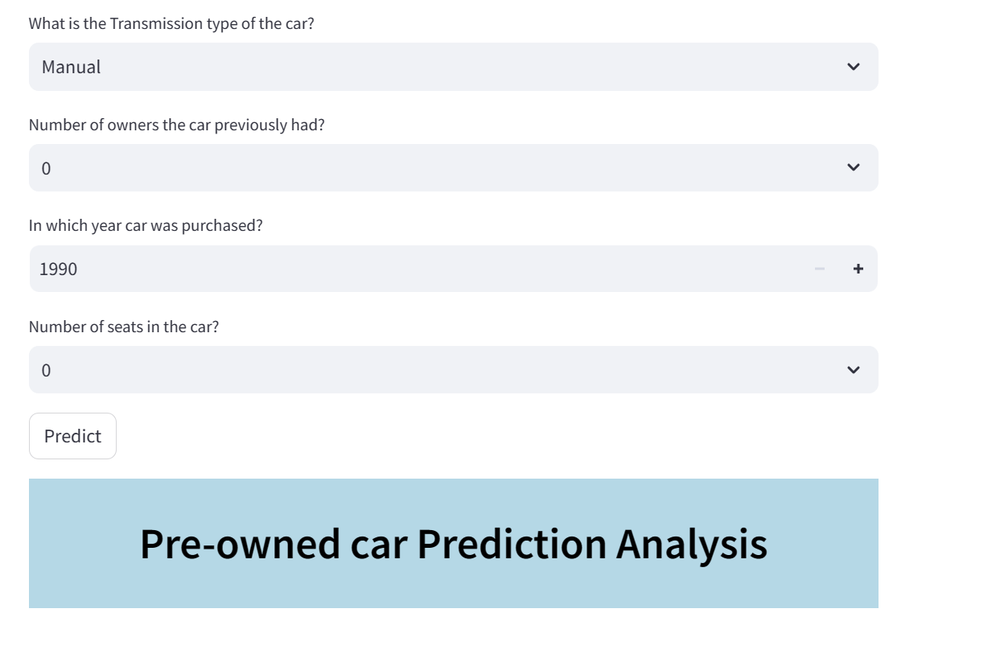 What is the Transmission type of the car?
Manual
Number of owners the car previously had?
0
In which year car was purchased?
1990
Number of seats in the car?
0
Predict
Pre-owned car Prediction Analysis